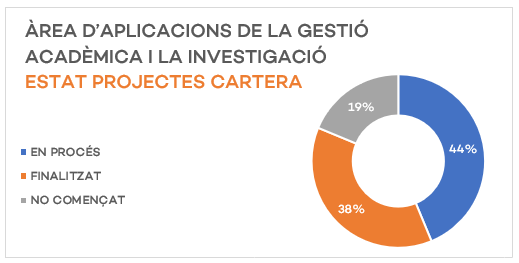 ÀREA D'APLICACIONS DE LA GESTIÓ
ACADÈMICA I LA INVESTIGACIÓ
ESTAT PROJECTES CARTERA
19%
EN PROCÉS
44%
FINALITZAT
NO COMENÇAT
38%